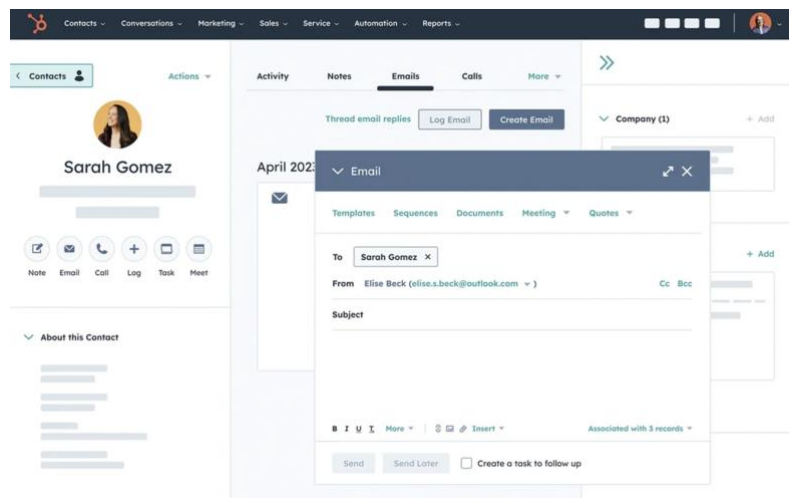 Contacts Conversations Marketing Sales Service Automation Reports
Contacts Actions
Activity Notes Emails Calls More
Thread email replies Log Email Create Email
Company (1) + Add
Sarah Gomez
April 2023
Email
Templates Sequences Documents Meeting Quotes
To Sarah Gomez ×
+ Add
Note Email Call Log Task Meet
From Elise Beck (elise.s.beck@outlook.com) Cc Bcc
Subject
About this Contact
B I U T More Insert Associated with 3 records
Send Send Later Create a task to follow up